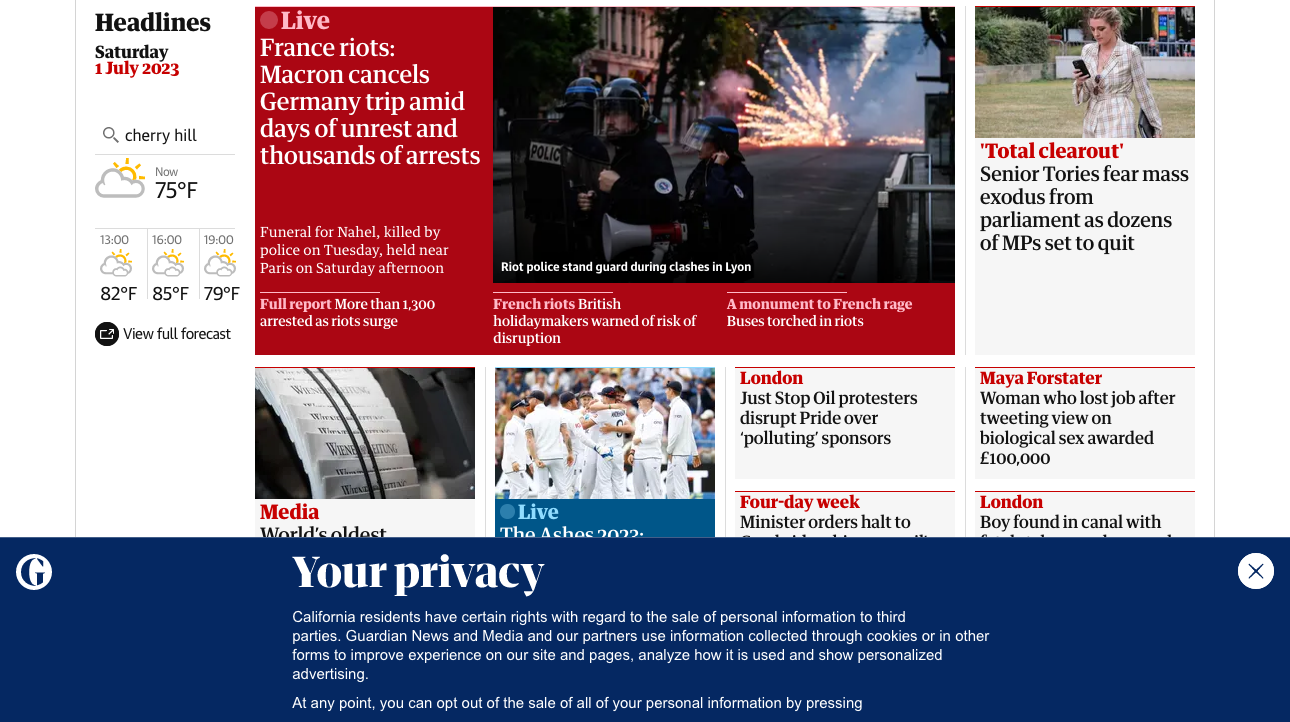 Headlines
Saturday
1 July 2023
cherry hill
Now
75°F
13:00
16:00
19:00
82°F
85°F
79°F
View full forecast
Live
France riots:
Macron cancels
Germany trip amid
days of unrest and
thousands of arrests
Funeral for Nahel, killed by
police on Tuesday, held near
Paris on Saturday afternoon
POLICE
Riot police stand guard during clashes in Lyon
Full report More than 1,300
arrested as riots surge
French riots British
holidaymakers warned of risk of
disruption
A monument to French rage
Buses torched in riots
'Total clearout'
Senior Tories fear mass
exodus from
parliament as dozens
of MPs set to quit
WIENER ZEITUNG
Media
World's oldest
Live
The Ashes 2023:
London
Just Stop Oil protesters
disrupt Pride over
‘polluting’ sponsors
Maya Forstater
Woman who lost job after
tweeting view on
biological sex awarded
£100,000
Four-day week
Minister orders halt to
London
Boy found in canal with
Your privacy
California residents have certain rights with regard to the sale of personal information to third
parties. Guardian News and Media and our partners use information collected through cookies or in other
forms to improve experience on our site and pages, analyze how it is used and show personalized
advertising.
At any point, you can opt out of the sale of all of your personal information by pressing